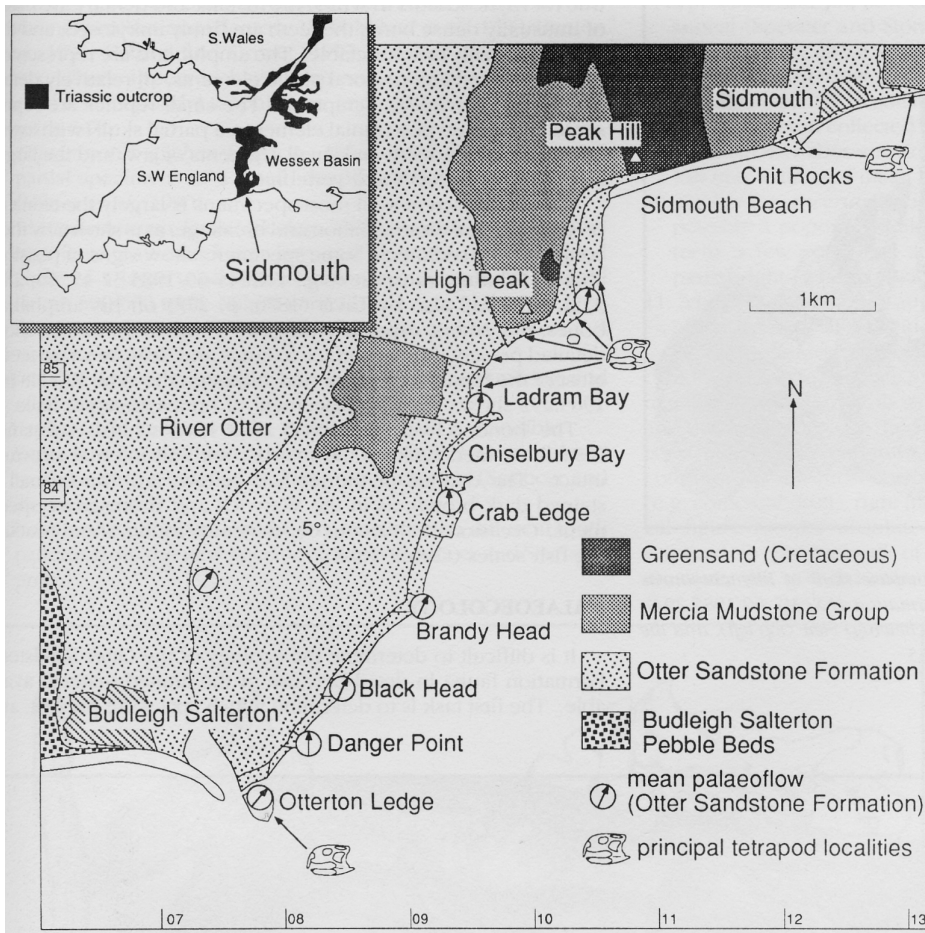 S.Wales
Triassic outcrop
Wessex Basin
S.W England
Sidmouth
Sidmouth
Peak Hill
Chit Rocks
Sidmouth Beach
High Peak
1km
85
Ladram Bay
N
River Otter
Chiselbury Bay
84
Crab Ledge
5°
Greensand (Cretaceous)
Mercia Mudstone Group
Brandy Head
Otter Sandstone Formation
Black Head
Budleigh Salterton
Budleigh Salterton
Pebble Beds
Danger Point
mean palaeoflow
(Otter Sandstone Formation)
Otterton Ledge
principal tetrapod localities
07 08 09 10 11 12 13